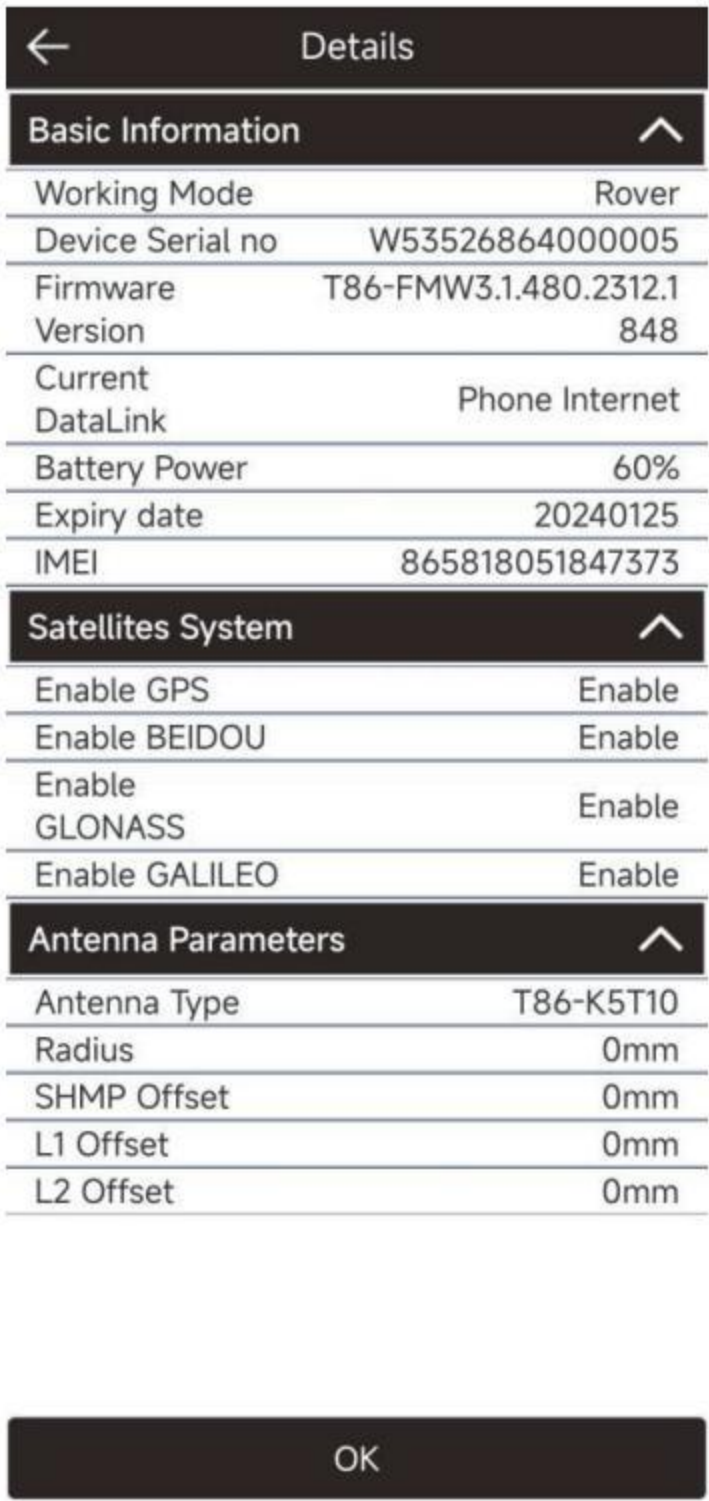 Details
Basic Information
Working Mode Rover
Device Serial no W53526864000005
Firmware T86-FMW3.1.480.2312.1
Version 848
Current
DataLink Phone Internet
Battery Power 60%
Expiry date 20240125
IMEI 865818051847373
Satellites System
Enable GPS Enable
Enable BEIDOU Enable
Enable
GLONASS Enable
Enable GALILEO Enable
Antenna Parameters
Antenna Type T86-K5T10
Radius 0mm
SHMP Offset 0mm
L1 Offset 0mm
L2 Offset 0mm
OK